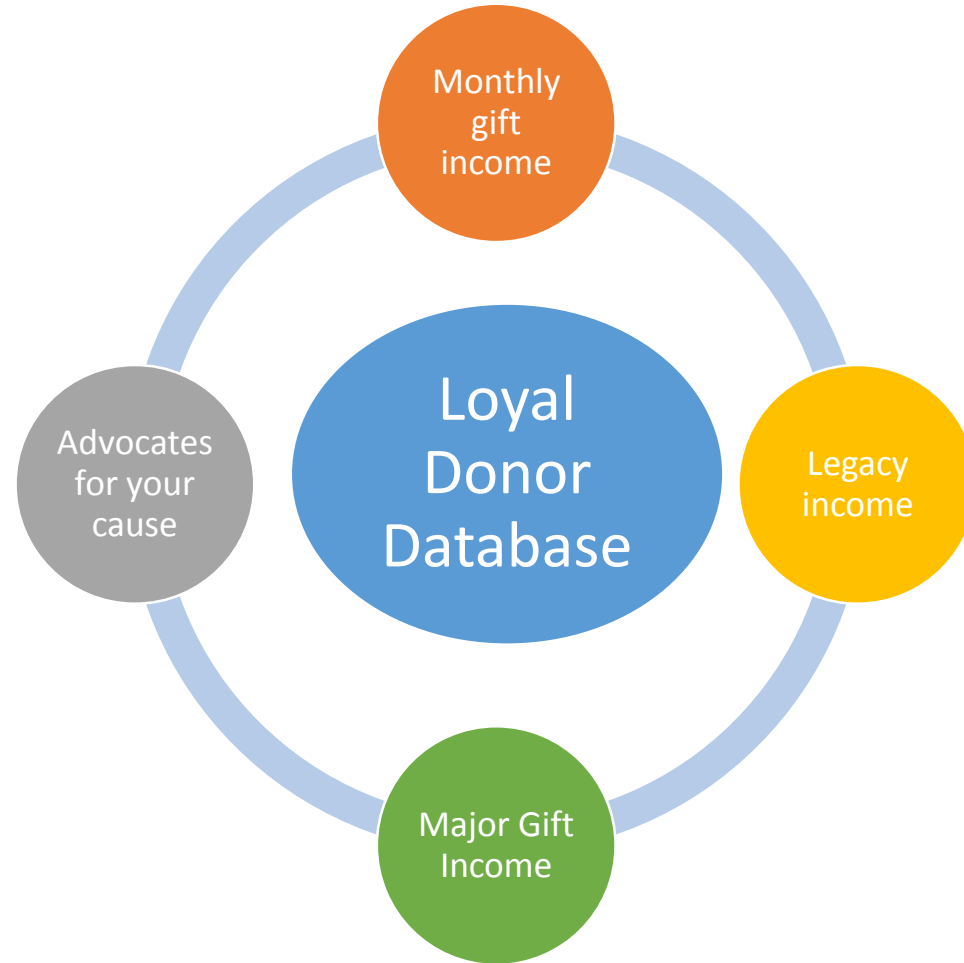 Monthly
gift
income
Loyal
Donor
Database
Advocates
for your
cause
Legacy
income
Major Gift
Income